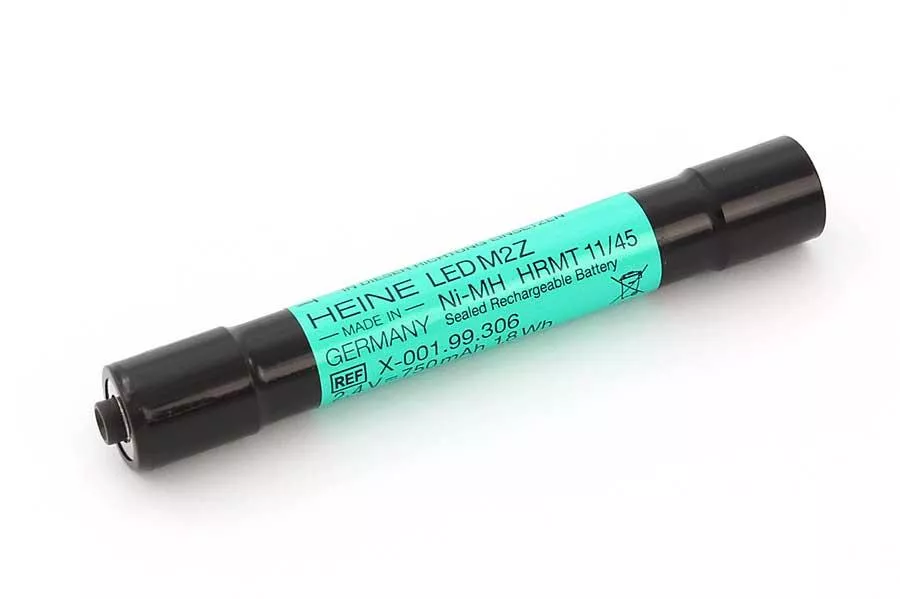 IN DIESER RICHTUNG EINSETZEN
HEINE LED M2Z
— MADE IN —
GERMANY
Ni-MH HRMT 11/45
Sealed Rechargeable Battery
REF X-001.99.306
2.4 V = 750 mAh 1.8 Wh